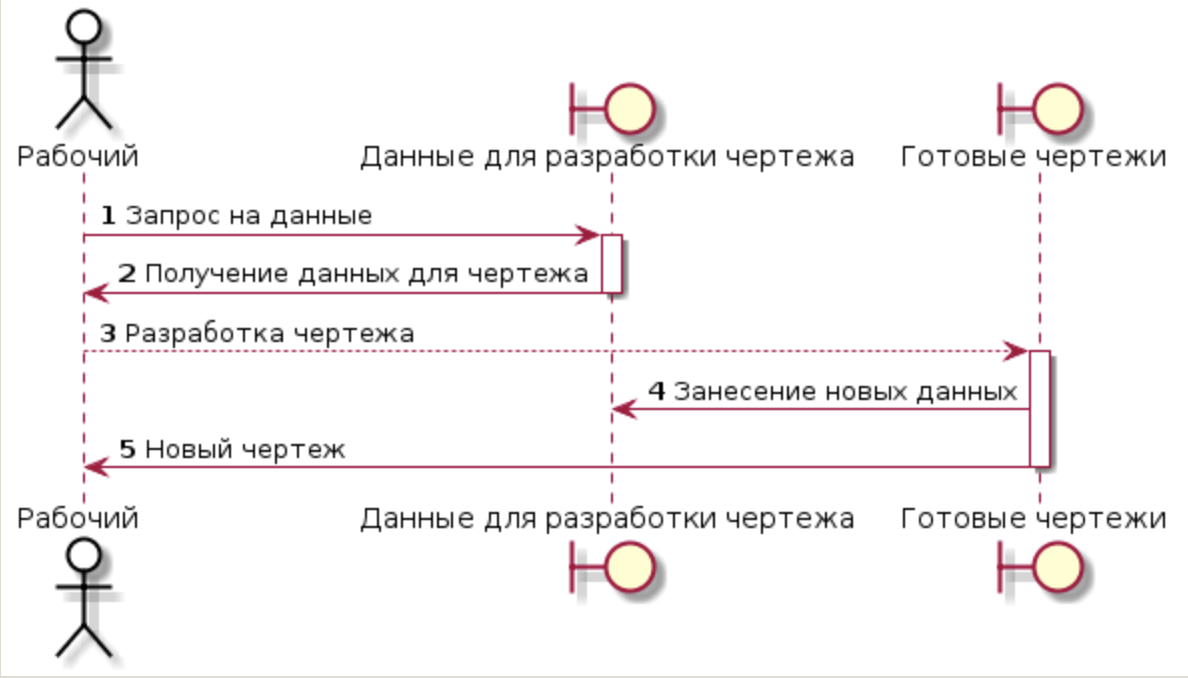 Рабочий
Данные для разработки чертежа
Готовые чертежи
1 Запрос на данные
2 Получение данных для чертежа
3 Разработка чертежа
4 Занесение новых данных
5 Новый чертеж
Рабочий
Данные для разработки чертежа
Готовые чертежи